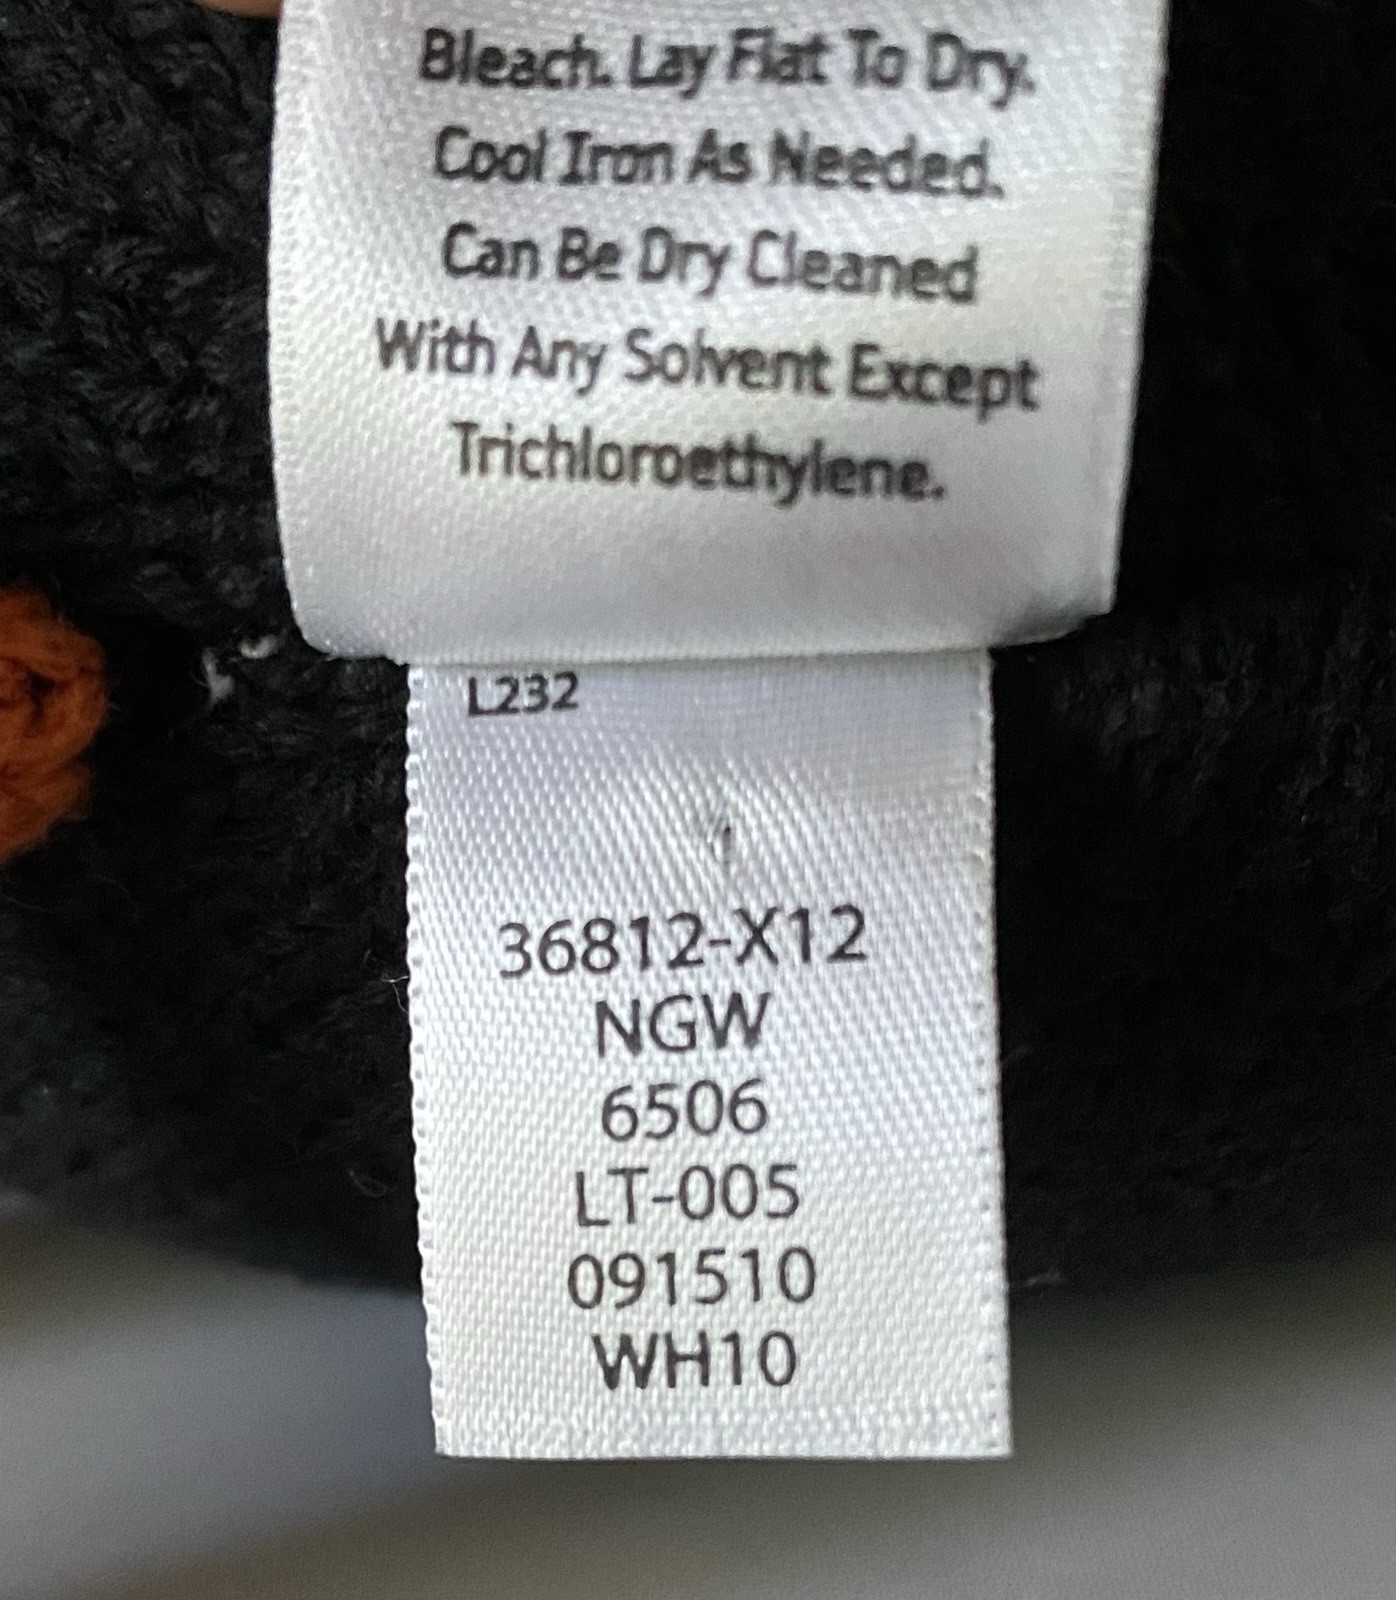 Bleach. Lay Flat To Dry.
Cool Iron As Needed.
Can Be Dry Cleaned
With Any Solvent Except
Trichloroethylene.
L232
36812-X12
NGW
6506
LT-005
091510
WH10